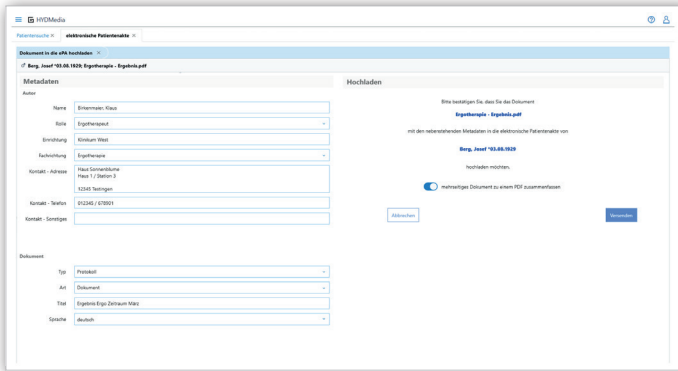 HYDMedia
Patientensuche ×
elektronische Patientenakte ×
Dokument in die ePA hochladen ×
Berg, Josef *03.08.1929; Ergotherapie - Ergebnis.pdf
Metadaten
Autor
Name Birkenmaier, Klaus
Rolle Ergotherapeut
Einrichtung Klinikum West
Fachrichtung Ergotherapie
Kontakt - Adresse Haus Sonnenblume
Haus 1 / Station 3
12345 Testingen
Kontakt - Telefon 012345 / 678901
Kontakt - Sonstiges
Dokument
Typ Protokoll
Art Dokument
Titel Ergebnis Ergo Zeitraum März
Sprache deutsch
Hochladen
Bitte bestätigen Sie, dass Sie das Dokument
Ergotherapie - Ergebnis.pdf
mit den nebenstehenden Metadaten in die elektronische Patientenakte von
Berg, Josef *03.08.1929
hochladen möchten.
mehrseitiges Dokument zu einem PDF zusammenfassen
Abbrechen
Versenden